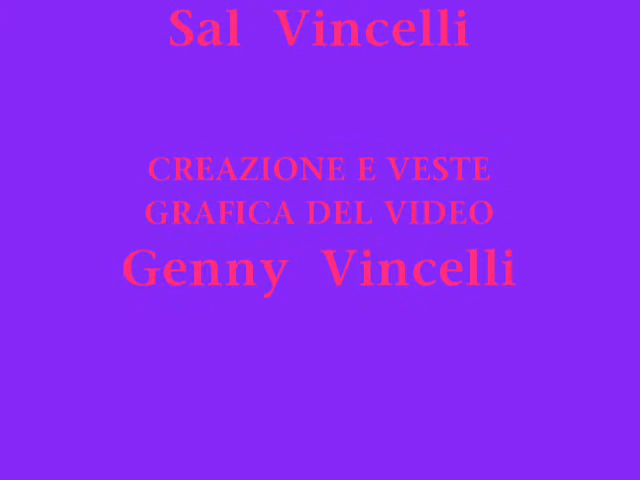 Sal Vincelli
CREAZIONE E VESTE
GRAFICA DEL VIDEO
Genny Vincelli